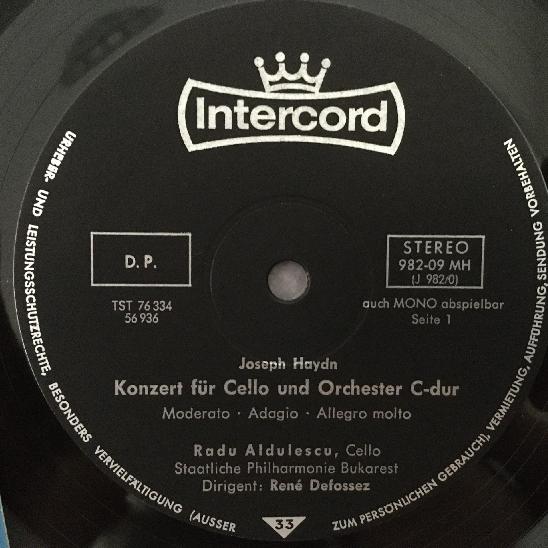 Intercord
URHEBER- UND LEISTUNGSSCHUTZRECHTE, BESONDERS VERVIELFÄLTIGUNG (AUSSER ZUM PERSÖNLICHEN GEBRAUCH), VERMIETUNG, AUFFÜHRUNG, SENDUNG VORBEHALTEN
D. P.
TST 76 334
56 936
STEREO
982-09 MH
(J 982/0)
auch MONO abspielbar
Seite 1
Joseph Haydn
Konzert für Cello und Orchester C-dur
Moderato · Adagio · Allegro molto
Radu Aldulescu, Cello
Staatliche Philharmonie Bukarest
Dirigent: René Defossez
33